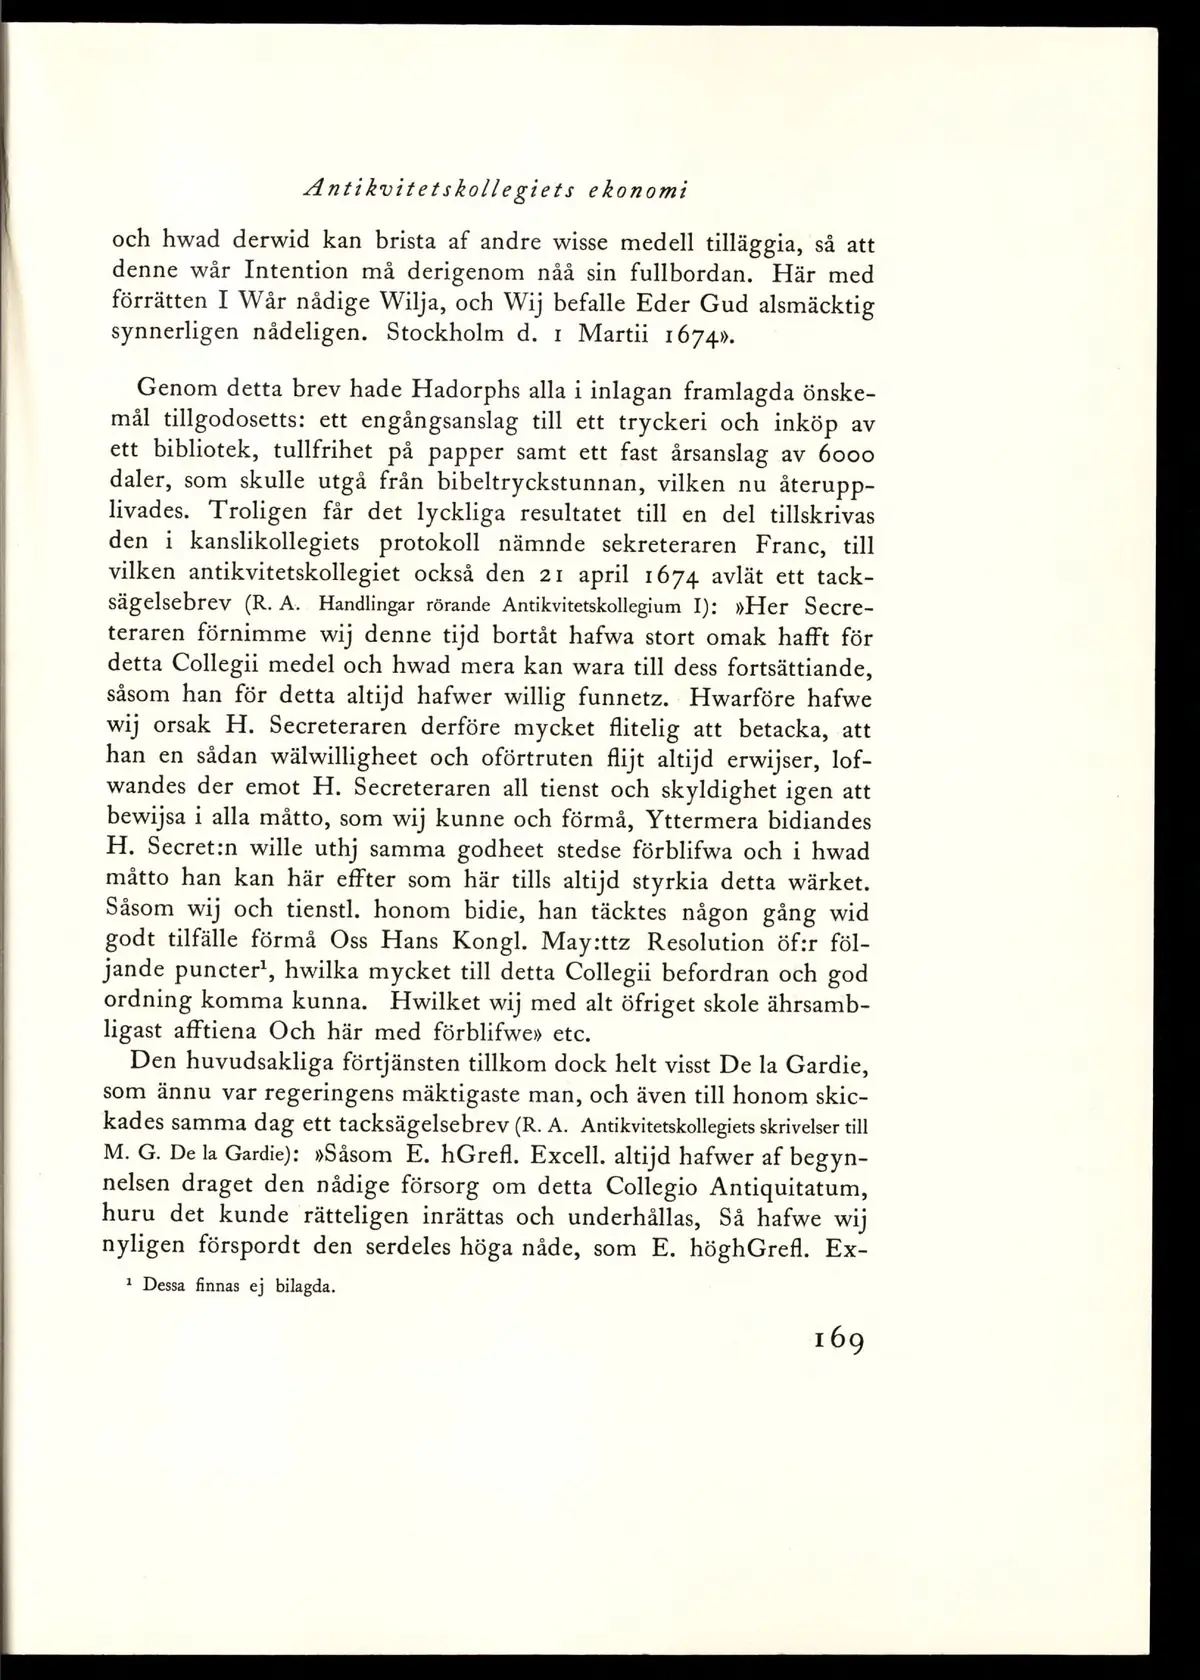 Antikvitetskollegiets ekonomi
och hwad derwid kan brista af andre wisse medell tilläggia, så att
denne wår Intention må derigenom nåå sin fullbordan. Här med
förrätten I Wår nådige Wilja, och Wij befalle Eder Gud alsmäcktig
synnerligen nådeligen. Stockholm d. 1 Martii 1674».
Genom detta brev hade Hadorphs alla i inlagan framlagda önske-
mål tillgodosetts: ett engångsanslag till ett tryckeri och inköp av
ett bibliotek, tullfrihet på papper samt ett fast årsanslag av 6000
daler, som skulle utgå från bibeltryckstunnan, vilken nu återupp-
livades. Troligen får det lyckliga resultatet till en del tillskrivas
den i kanslikollegiets protokoll nämnde sekreteraren Franc, till
vilken antikvitetskollegiet också den 21 april 1674 avlät ett tack-
sägelsebrev (R. A. Handlingar rörande Antikvitetskollegium I): »Her Secre-
teraren förnimme wij denne tijd bortåt hafwa stort omak hafft för
detta Collegii medel och hwad mera kan wara till dess fortsättiande,
såsom han för detta altijd hafwer willig funnetz. Hwarföre hafwe
wij orsak H. Secreteraren derföre mycket flitelig att betacka, att
han en sådan wälwilligheet och oförtruten flijt altijd erwijser, lof-
wandes der emot H. Secreteraren all tienst och skyldighet igen att
bewijsa i alla måtto, som wij kunne och förmå, Yttermera bidiandes
H. Secret:n wille uthj samma godheet stedse förblifwa och i hwad
måtto han kan här effter som här tills altijd styrkia detta wärket.
Såsom wij och tienstl. honom bidie, han täcktes någon gång wid
godt tilfälle förmå Oss Hans Kongl. May:ttz Resolution öf:r föl-
jande puncter¹, hwilka mycket till detta Collegii befordran och god
ordning komma kunna. Hwilket wij med alt öfriget skole ährsamb-
ligast afftiena Och här med förblifwe» etc.
Den huvudsakliga förtjänsten tillkom dock helt visst De la Gardie,
som ännu var regeringens mäktigaste man, och även till honom skic-
kades samma dag ett tacksägelsebrev (R. A. Antikvitetskollegiets skrivelser till
M. G. De la Gardie): »Såsom E. hGrefl. Excell. altijd hafwer af begyn-
nelsen draget den nådige försorg om detta Collegio Antiquitatum,
huru det kunde rätteligen inrättas och underhållas, Så hafwe wij
nyligen förspordt den serdeles höga nåde, som E. höghGrefl. Ex-
¹ Dessa finnas ej bilagda.
169